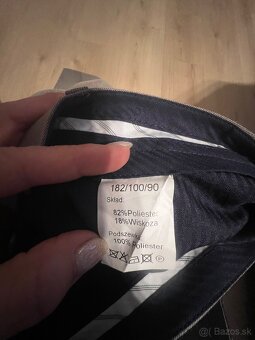 182/100/90
Skład
82%Poliester
18%Wiskoza
Podszewka
100% Poliester
Bazos.sk